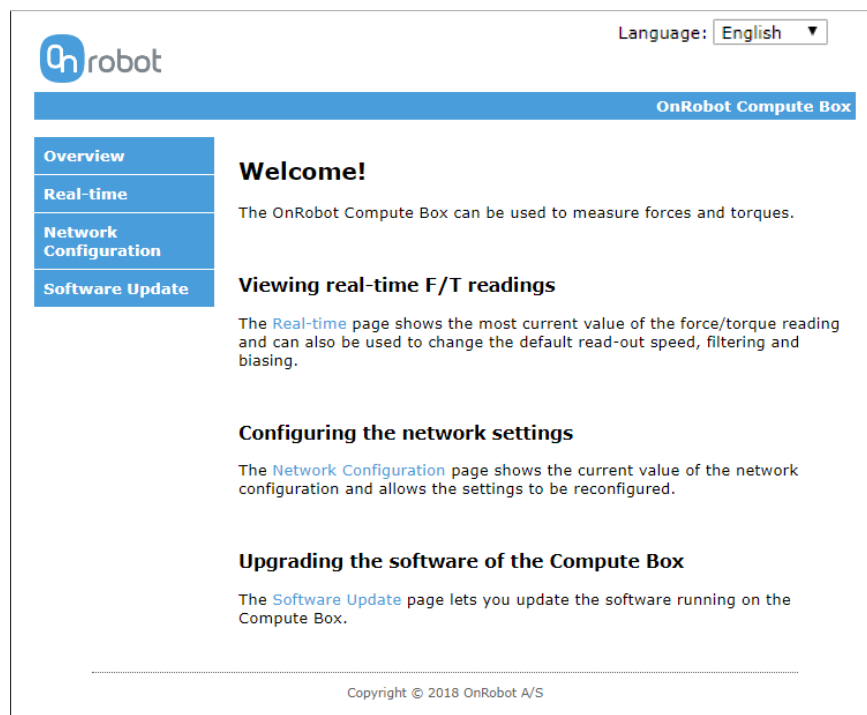 Language: English
On robot
OnRobot Compute Box
Overview
Real-time
Network
Configuration
Software Update
Welcome!
The OnRobot Compute Box can be used to measure forces and torques.
Viewing real-time F/T readings
The Real-time page shows the most current value of the force/torque reading
and can also be used to change the default read-out speed, filtering and
biasing.
Configuring the network settings
The Network Configuration page shows the current value of the network
configuration and allows the settings to be reconfigured.
Upgrading the software of the Compute Box
The Software Update page lets you update the software running on the
Compute Box.
Copyright © 2018 OnRobot A/S